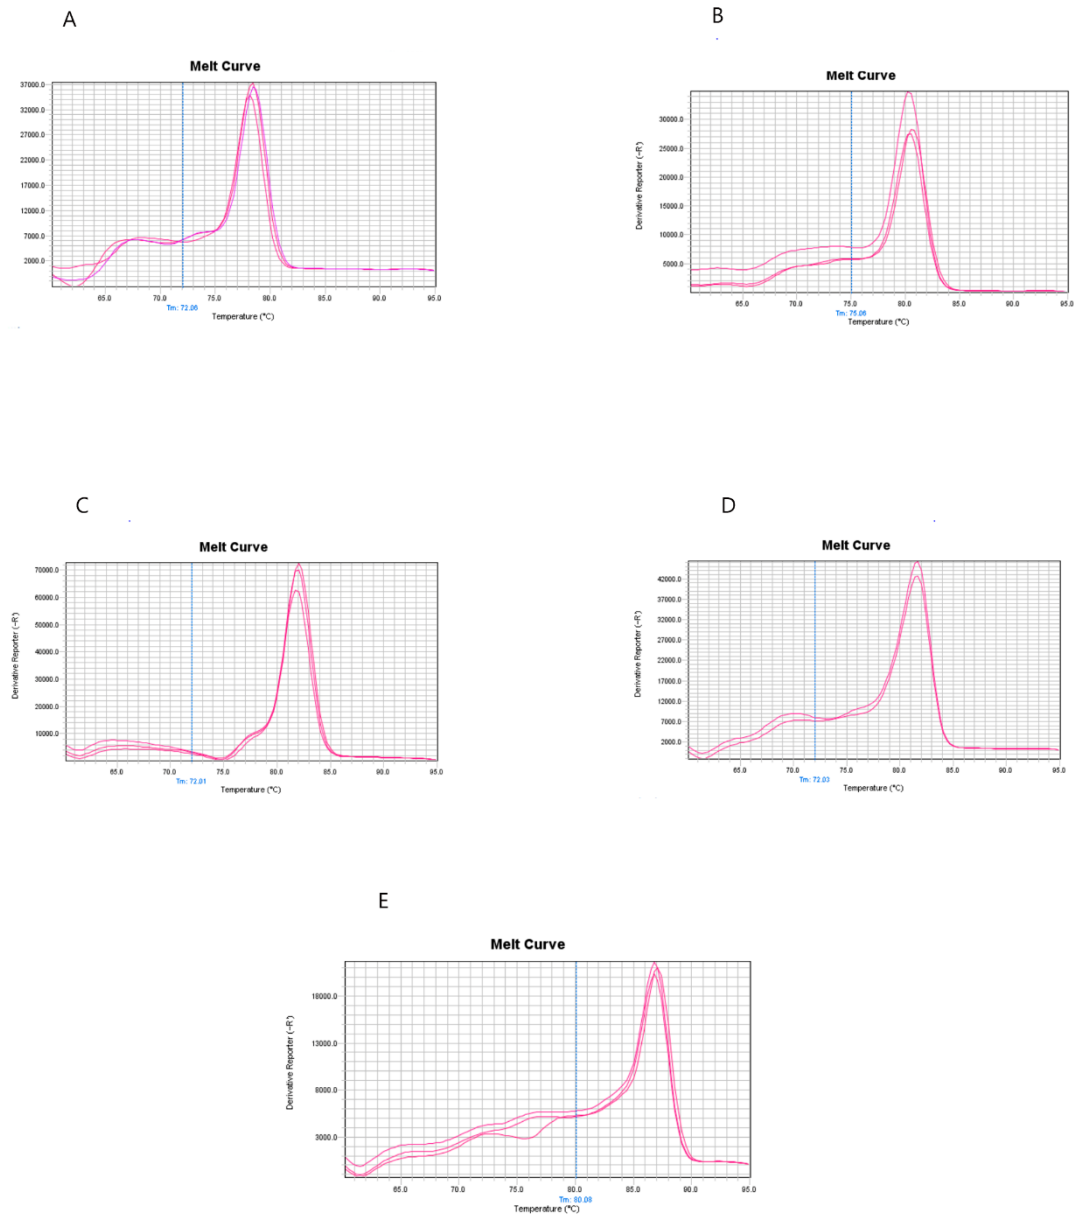 A
Melt Curve
37000.0
32000.0
27000.0
22000.0
17000.0
12000.0
7000.0
2000.0
65.0 70.0 75.0 80.0 85.0 90.0 95.0
Tm: 72.06
Temperature (°C)
B
Melt Curve
Derivative Reporter (-R')
30000.0
25000.0
20000.0
15000.0
10000.0
5000.0
65.0 70.0 75.0 80.0 85.0 90.0 95.0
Tm: 75.06
Temperature (°C)
C
Melt Curve
Derivative Reporter (-R')
70000.0
60000.0
50000.0
40000.0
30000.0
20000.0
10000.0
65.0 70.0 75.0 80.0 85.0 90.0 95.0
Tm: 72.01
Temperature (°C)
D
Melt Curve
Derivative Reporter (-R')
42000.0
37000.0
32000.0
27000.0
22000.0
17000.0
12000.0
7000.0
2000.0
65.0 70.0 75.0 80.0 85.0 90.0 95.0
Tm: 72.03
Temperature (°C)
E
Melt Curve
Derivative Reporter (-R')
18000.0
13000.0
8000.0
3000.0
65.0 70.0 75.0 80.0 85.0 90.0 95.0
Tm: 80.08
Temperature (°C)